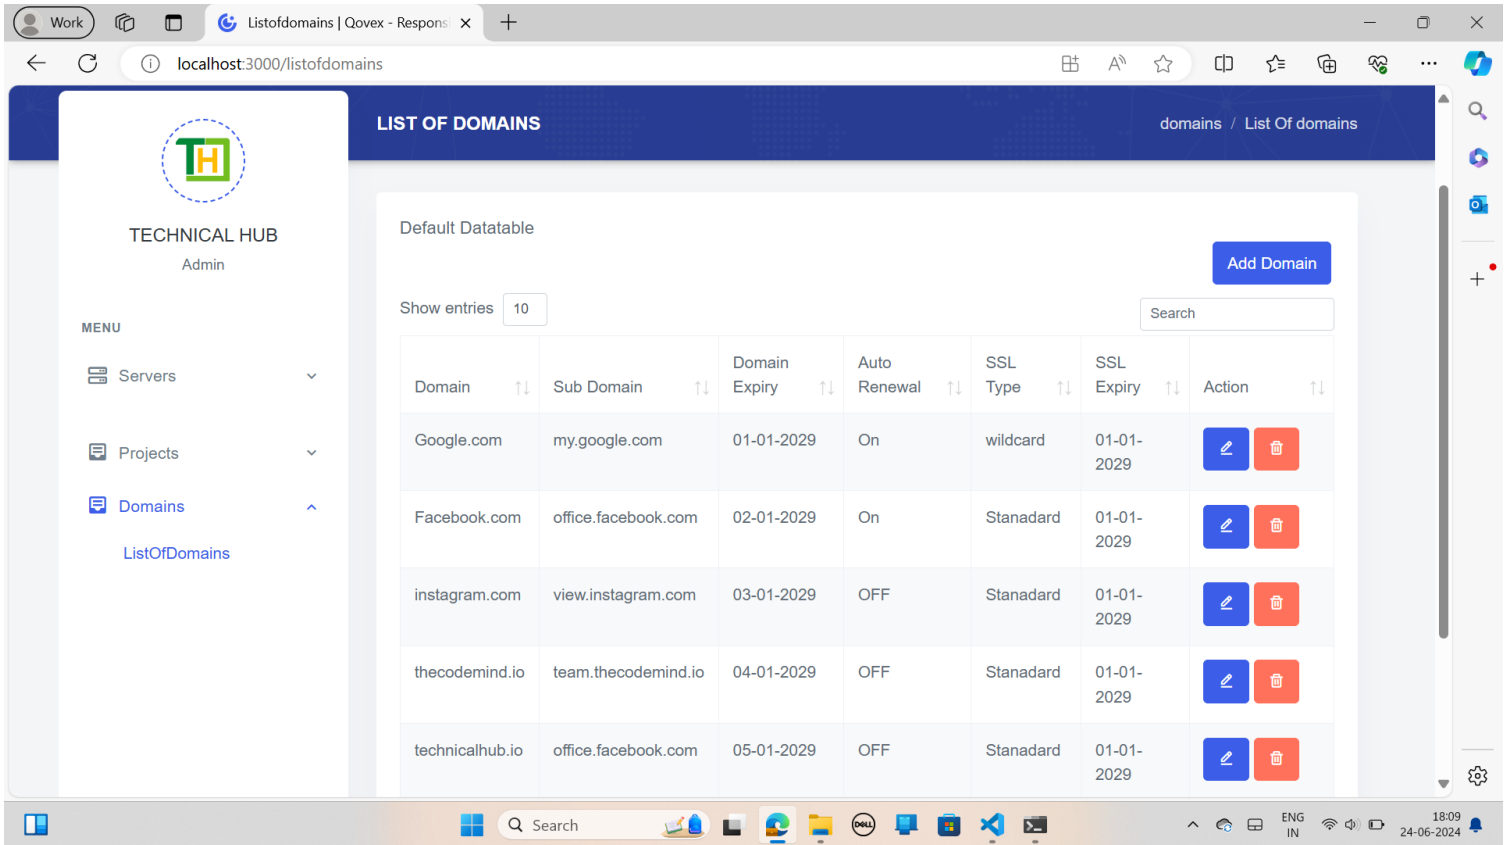 Work
Listofdomains | Qovex - Respons
localhost:3000/listofdomains
TH
TECHNICAL HUB
Admin
MENU
Servers
Projects
Domains
ListOfDomains
LIST OF DOMAINS
domains / List Of domains
Default Datatable
Add Domain
Show entries 10
Search
Domain Sub Domain Domain Expiry Auto Renewal SSL Type SSL Expiry Action
Google.com my.google.com 01-01-2029 On wildcard 01-01-2029
Facebook.com office.facebook.com 02-01-2029 On Stanadard 01-01-2029
instagram.com view.instagram.com 03-01-2029 OFF Stanadard 01-01-2029
thecodemind.io team.thecodemind.io 04-01-2029 OFF Stanadard 01-01-2029
technicalhub.io office.facebook.com 05-01-2029 OFF Stanadard 01-01-2029
Search
DELL
ENG
IN
18:09
24-06-2024